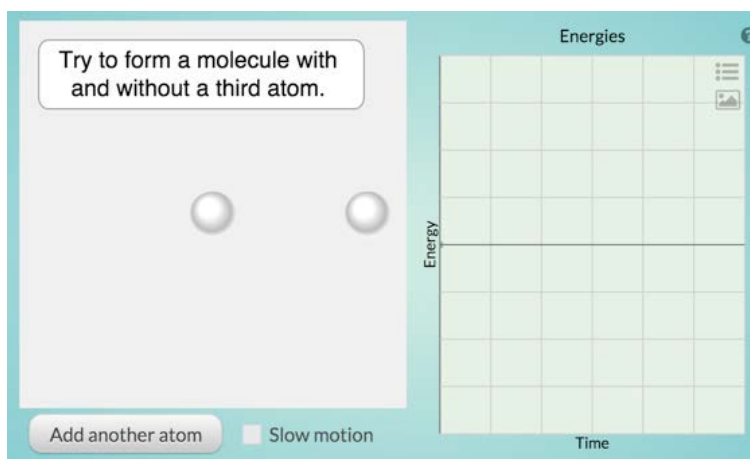 Try to form a molecule with
and without a third atom.
Energies
Energy
Time
Add another atom
Slow motion